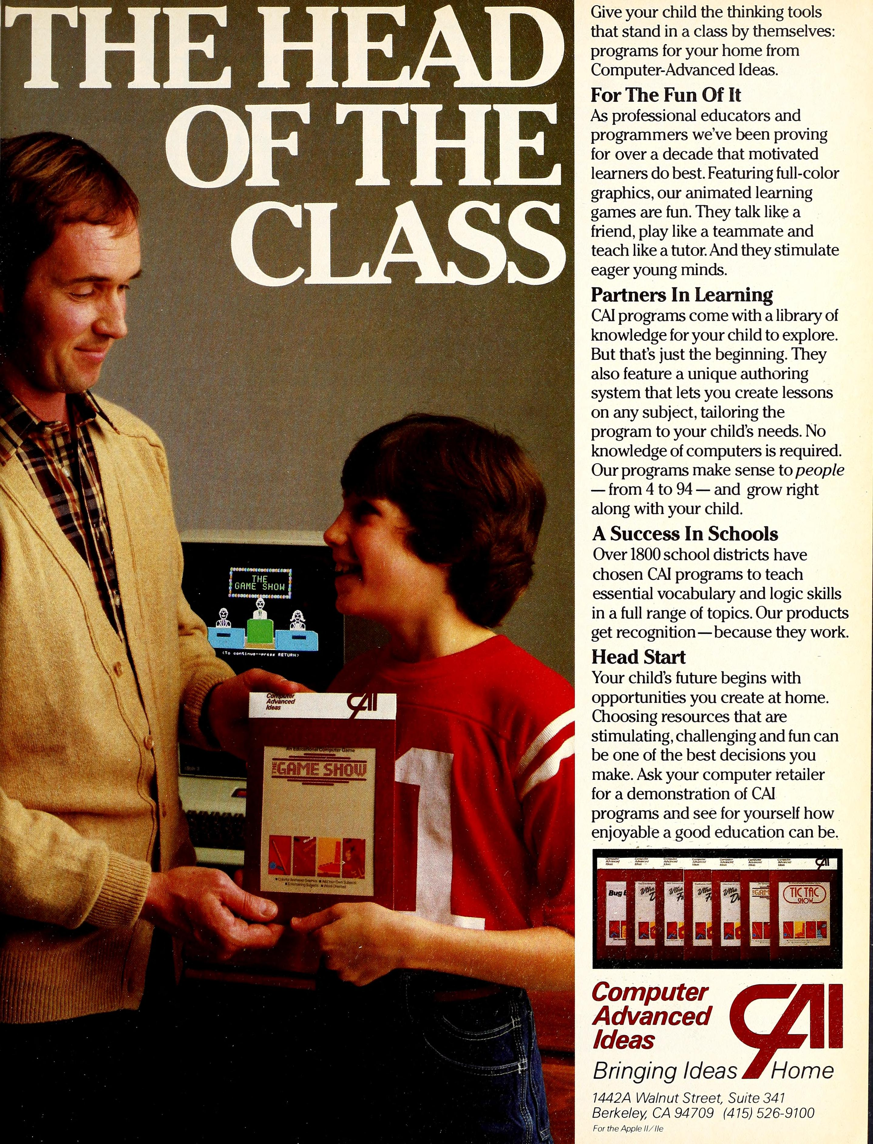 THE HEAD
OF THE
CLASS
THE
GAME SHOW
(To continue--press RETURN)
Computer
Advanced
Ideas
CAI
An Educational Computer Game
THE GAME SHOW
Give your child the thinking tools
that stand in a class by themselves:
programs for your home from
Computer-Advanced Ideas.
For The Fun Of It
As professional educators and
programmers we've been proving
for over a decade that motivated
learners do best. Featuring full-color
graphics, our animated learning
games are fun. They talk like a
friend, play like a teammate and
teach like a tutor. And they stimulate
eager young minds.
Partners In Learning
CAI programs come with a library of
knowledge for your child to explore.
But that's just the beginning. They
also feature a unique authoring
system that lets you create lessons
on any subject, tailoring the
program to your child's needs. No
knowledge of computers is required.
Our programs make sense to people
— from 4 to 94 — and grow right
along with your child.
A Success In Schools
Over 1800 school districts have
chosen CAI programs to teach
essential vocabulary and logic skills
in a full range of topics. Our products
get recognition—because they work.
Head Start
Your child's future begins with
opportunities you create at home.
Choosing resources that are
stimulating, challenging and fun can
be one of the best decisions you
make. Ask your computer retailer
for a demonstration of CAI
programs and see for yourself how
enjoyable a good education can be.
CAI
TIC TAC
SHOW
Computer
Advanced
Ideas
CAI
Bringing Ideas Home
1442A Walnut Street, Suite 341
Berkeley, CA 94709 (415) 526-9100
For the Apple II/IIe
1